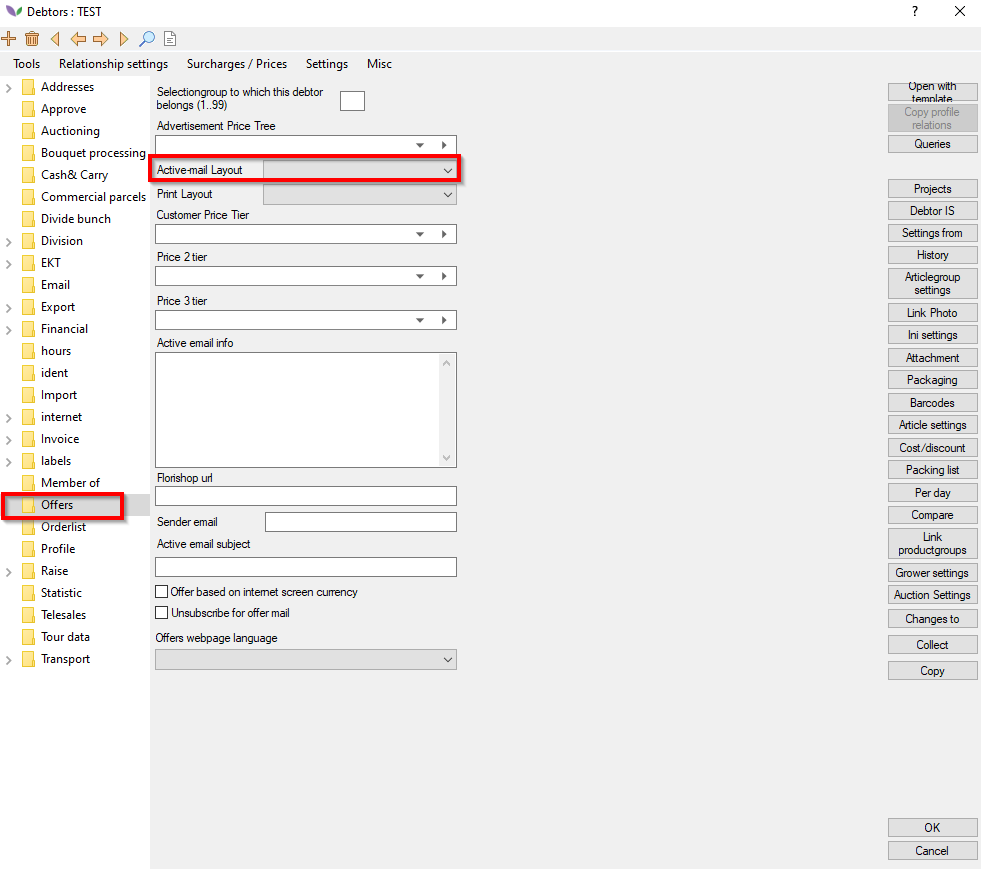 Debtors : TEST
?
Tools Relationship settings Surcharges / Prices Settings Misc
Addresses
Approve
Auctioning
Bouquet processing
Cash& Carry
Commercial parcels
Divide bunch
Division
EKT
Email
Export
Financial
hours
ident
Import
internet
Invoice
labels
Member of
Offers
Orderlist
Profile
Raise
Statistic
Telesales
Tour data
Transport
Selectiongroup to which this debtor
belongs (1..99)
Advertisement Price Tree
Active-mail Layout
Print Layout
Customer Price Tier
Price 2 tier
Price 3 tier
Active email info
Florishop url
Sender email
Active email subject
Offer based on internet screen currency
Unsubscribe for offer mail
Offers webpage language
Open with
template
Copy profile
relations
Queries
Projects
Debtor IS
Settings from
History
Articlegroup
settings
Link Photo
Ini settings
Attachment
Packaging
Barcodes
Article settings
Cost/discount
Packing list
Per day
Compare
Link
productgroups
Grower settings
Auction Settings
Changes to
Collect
Copy
OK
Cancel